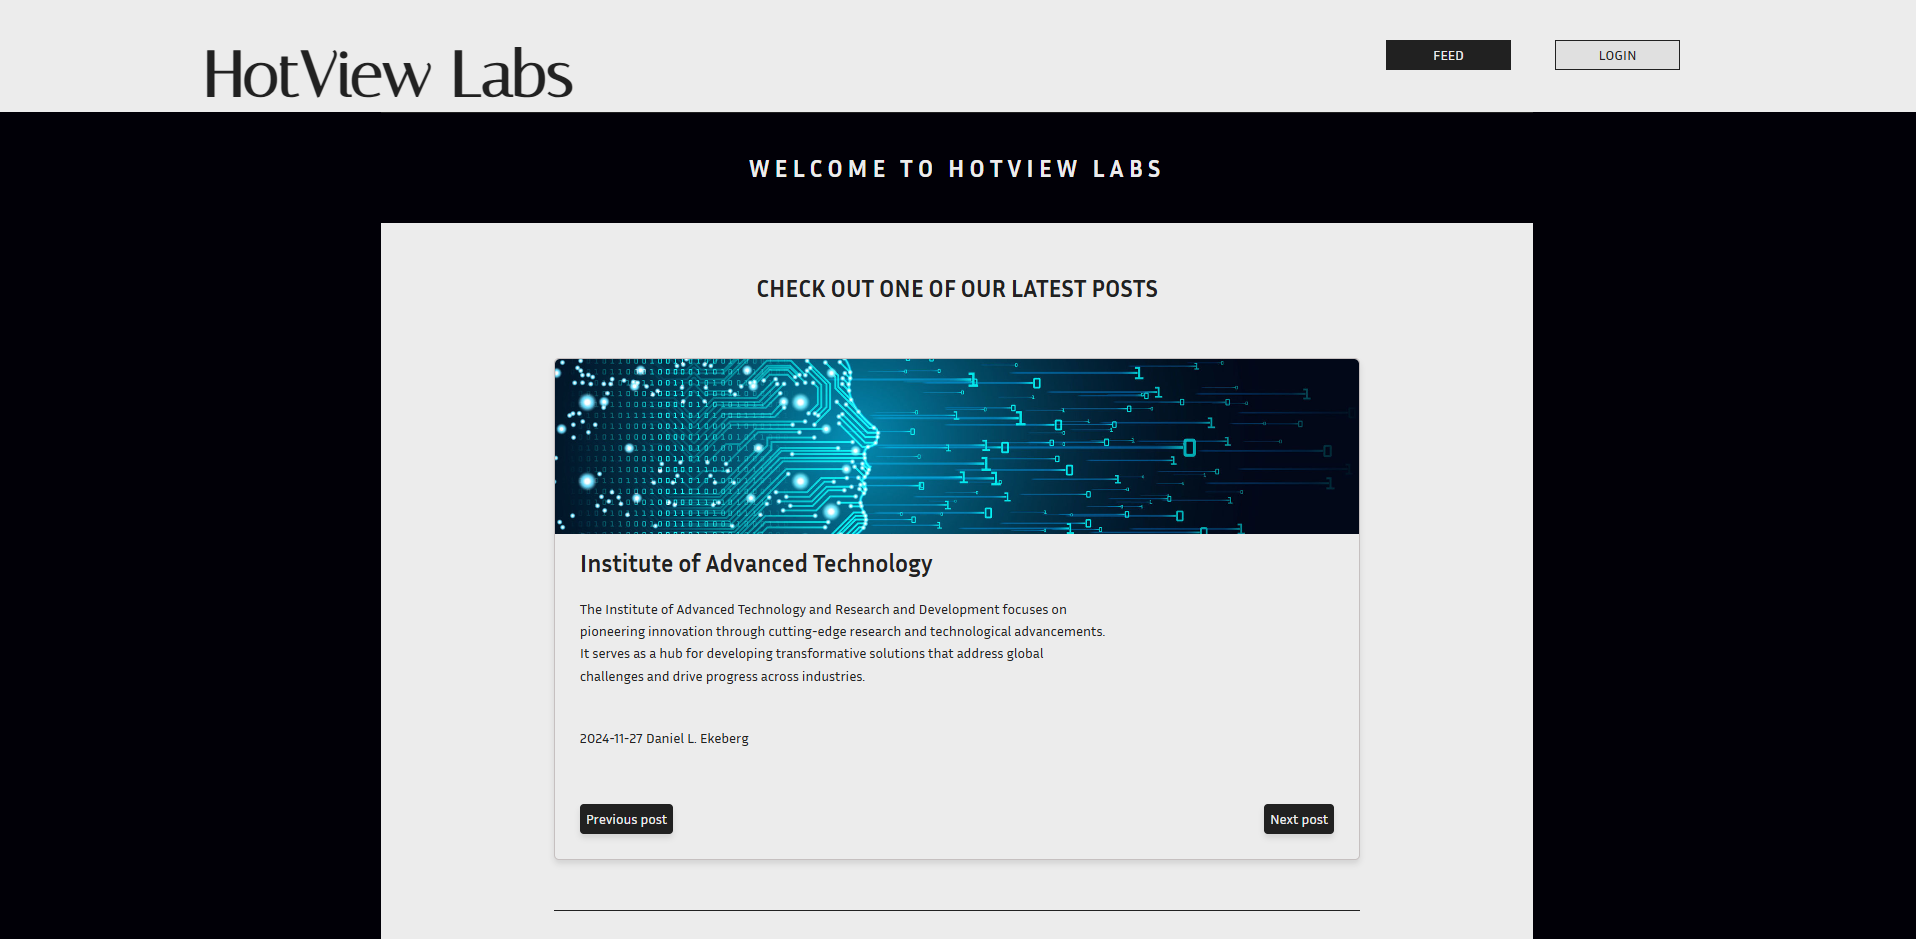 HotView Labs
FEED
LOGIN
WELCOME TO HOTVIEW LABS
CHECK OUT ONE OF OUR LATEST POSTS
Institute of Advanced Technology
The Institute of Advanced Technology and Research and Development focuses on
pioneering innovation through cutting-edge research and technological advancements.
It serves as a hub for developing transformative solutions that address global
challenges and drive progress across industries.
2024-11-27 Daniel L. Ekeberg
Previous post
Next post